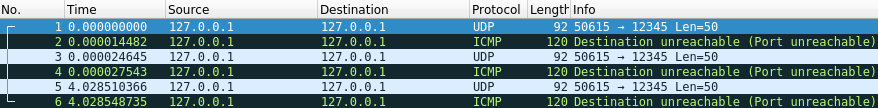 No. Time Source Destination Protocol Length Info
1 0.000000000 127.0.0.1 127.0.0.1 UDP 92 50615 → 12345 Len=50
2 0.000014482 127.0.0.1 127.0.0.1 ICMP 120 Destination unreachable (Port unreachable)
3 0.000024645 127.0.0.1 127.0.0.1 UDP 92 50615 → 12345 Len=50
4 0.000027543 127.0.0.1 127.0.0.1 ICMP 120 Destination unreachable (Port unreachable)
5 4.028510366 127.0.0.1 127.0.0.1 UDP 92 50615 → 12345 Len=50
6 4.028548735 127.0.0.1 127.0.0.1 ICMP 120 Destination unreachable (Port unreachable)